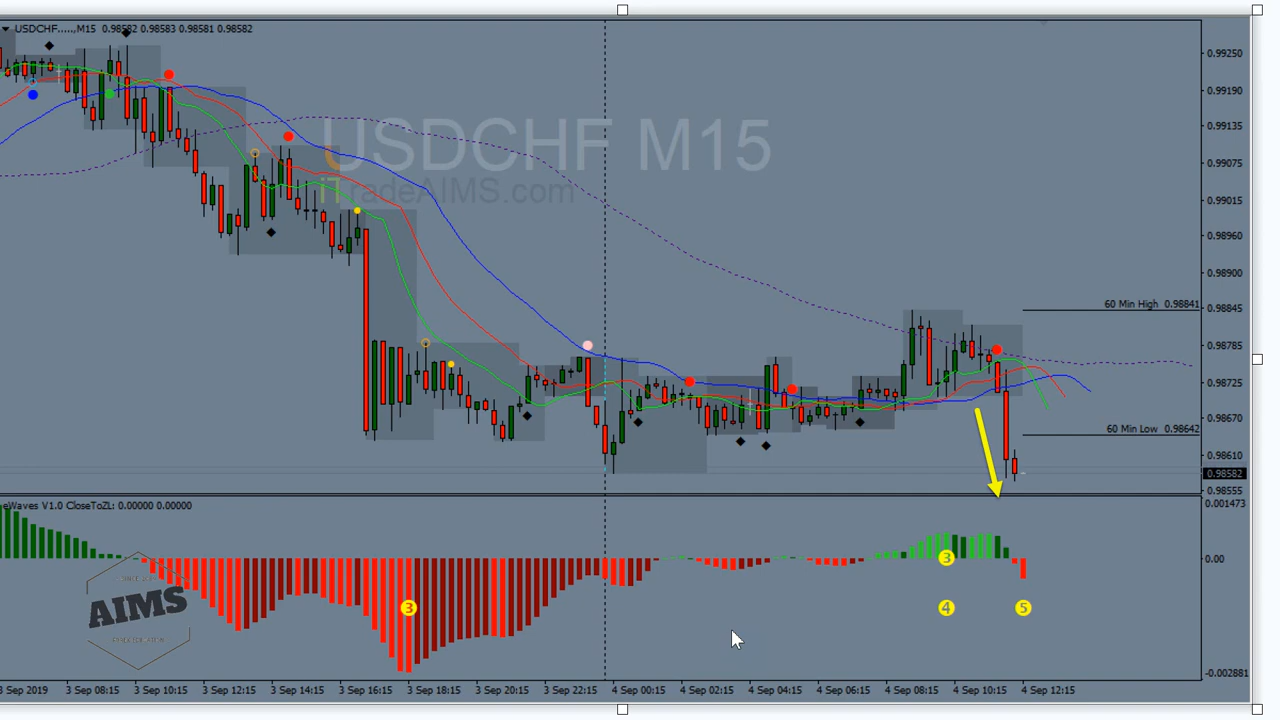 USDCHF.....,M15 0.98582 0.98583 0.98581 0.98582
USDCHF M15
iTradeAIMS.com
0.99250
0.99190
0.99135
0.99075
0.99015
0.98960
0.98900
0.98845
0.98785
0.98725
0.98670
0.98610
0.98582
0.98555
60 Min High 0.98841
60 Min Low 0.98642
eWaves V1.0 CloseToZL: 0.00000 0.00000
0.001473
0.00
-0.002881
3
3
4
5
SINCE 2007
AIMS
FOREX EDUCATION
3 Sep 2019 3 Sep 08:15 3 Sep 10:15 3 Sep 12:15 3 Sep 14:15 3 Sep 16:15 3 Sep 18:15 3 Sep 20:15 3 Sep 22:15 4 Sep 00:15 4 Sep 02:15 4 Sep 04:15 4 Sep 06:15 4 Sep 08:15 4 Sep 10:15 4 Sep 12:15